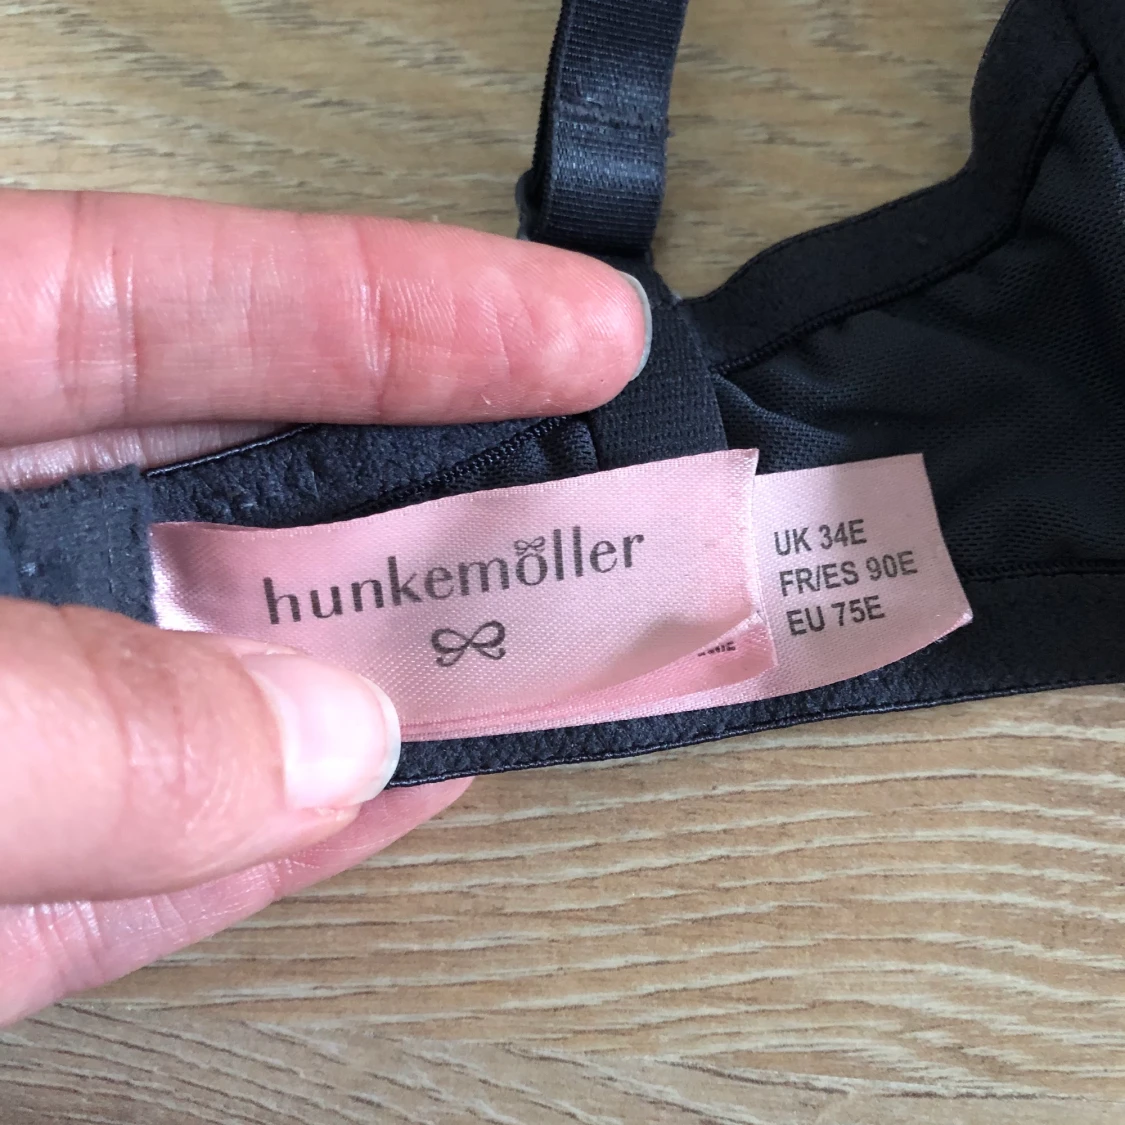 hunkemöller
UK 34E
FR/ES 90E
EU 75E